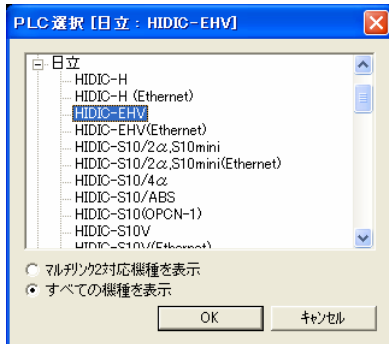 PLC選択 [日立：HIDIC-EHV]
日立
HIDIC-H
HIDIC-H (Ethernet)
HIDIC-EHV
HIDIC-EHV(Ethernet)
HIDIC-S10/2α,S10mini
HIDIC-S10/2α,S10mini(Ethernet)
HIDIC-S10/4α
HIDIC-S10/ABS
HIDIC-S10(OPCN-1)
HIDIC-S10V
HIDIC-S10V(Ethernet)
ﾏﾙﾁﾘﾝｸ2対応機種を表示
すべての機種を表示
OK
ｷｬﾝｾﾙ